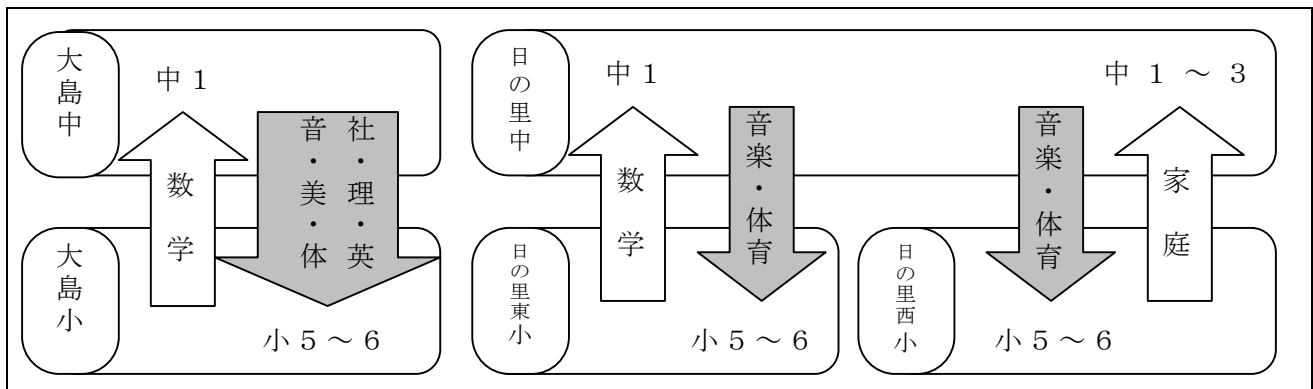 大島中
中1
数学
社・理・英
音・美・体
大島小
小5～6
日の里中
中1
数学
音楽・体育
日の里東小
小5～6
中1～3
音楽・体育
家庭
日の里西小
小5～6